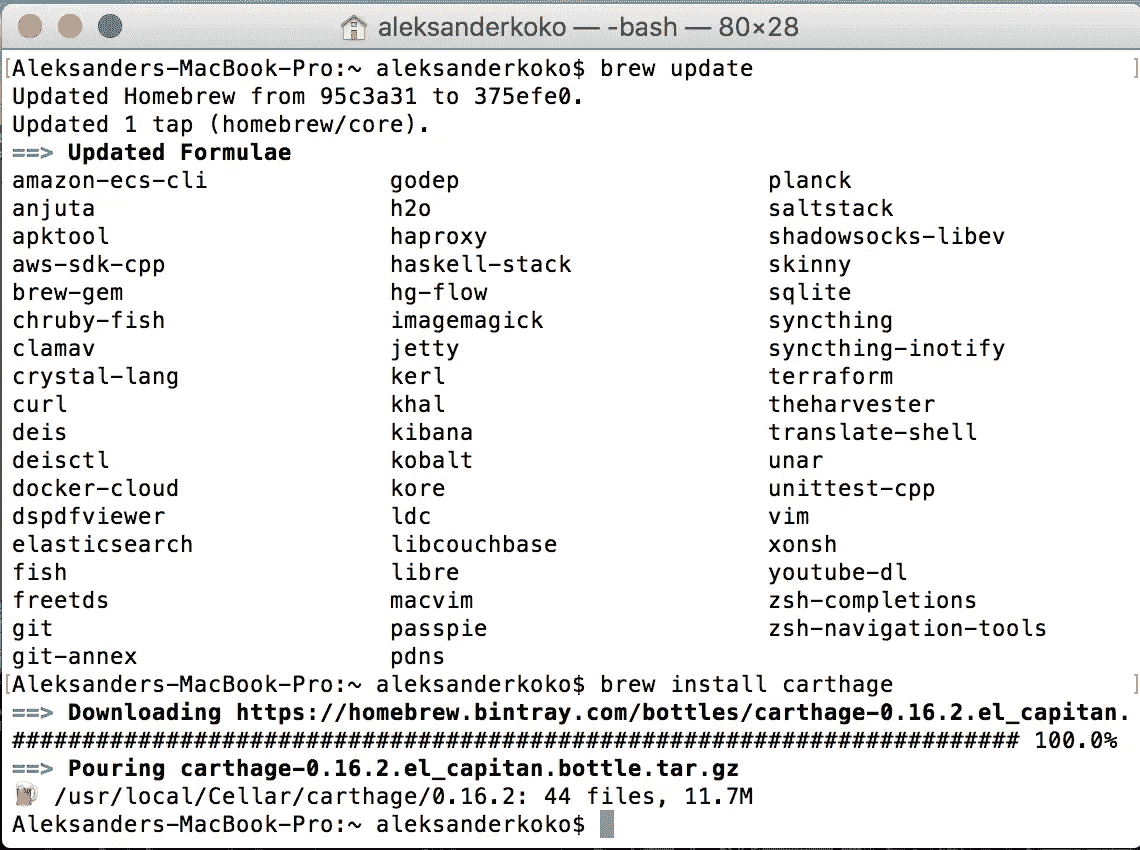 aleksanderkoko — -bash — 80×28
[Aleksanders-MacBook-Pro:~ aleksanderkoko$ brew update ]
Updated Homebrew from 95c3a31 to 375efe0.
Updated 1 tap (homebrew/core).
==> Updated Formulae
amazon-ecs-cli godep planck
anjuta h2o saltstack
apktool haproxy shadowsocks-libev
aws-sdk-cpp haskell-stack skinny
brew-gem hg-flow sqlite
chruby-fish imagemagick syncthing
clamav jetty syncthing-inotify
crystal-lang kerl terraform
curl khal theharvester
deis kibana translate-shell
deisctl kobalt unar
docker-cloud kore unittest-cpp
dspdfviewer ldc vim
elasticsearch libcouchbase xonsh
fish libre youtube-dl
freetds macvim zsh-completions
git passpie zsh-navigation-tools
git-annex pdns
[Aleksanders-MacBook-Pro:~ aleksanderkoko$ brew install carthage ]
==> Downloading https://homebrew.bintray.com/bottles/carthage-0.16.2.el_capitan.
######################################################################## 100.0%
==> Pouring carthage-0.16.2.el_capitan.bottle.tar.gz
🍺 /usr/local/Cellar/carthage/0.16.2: 44 files, 11.7M
Aleksanders-MacBook-Pro:~ aleksanderkoko$